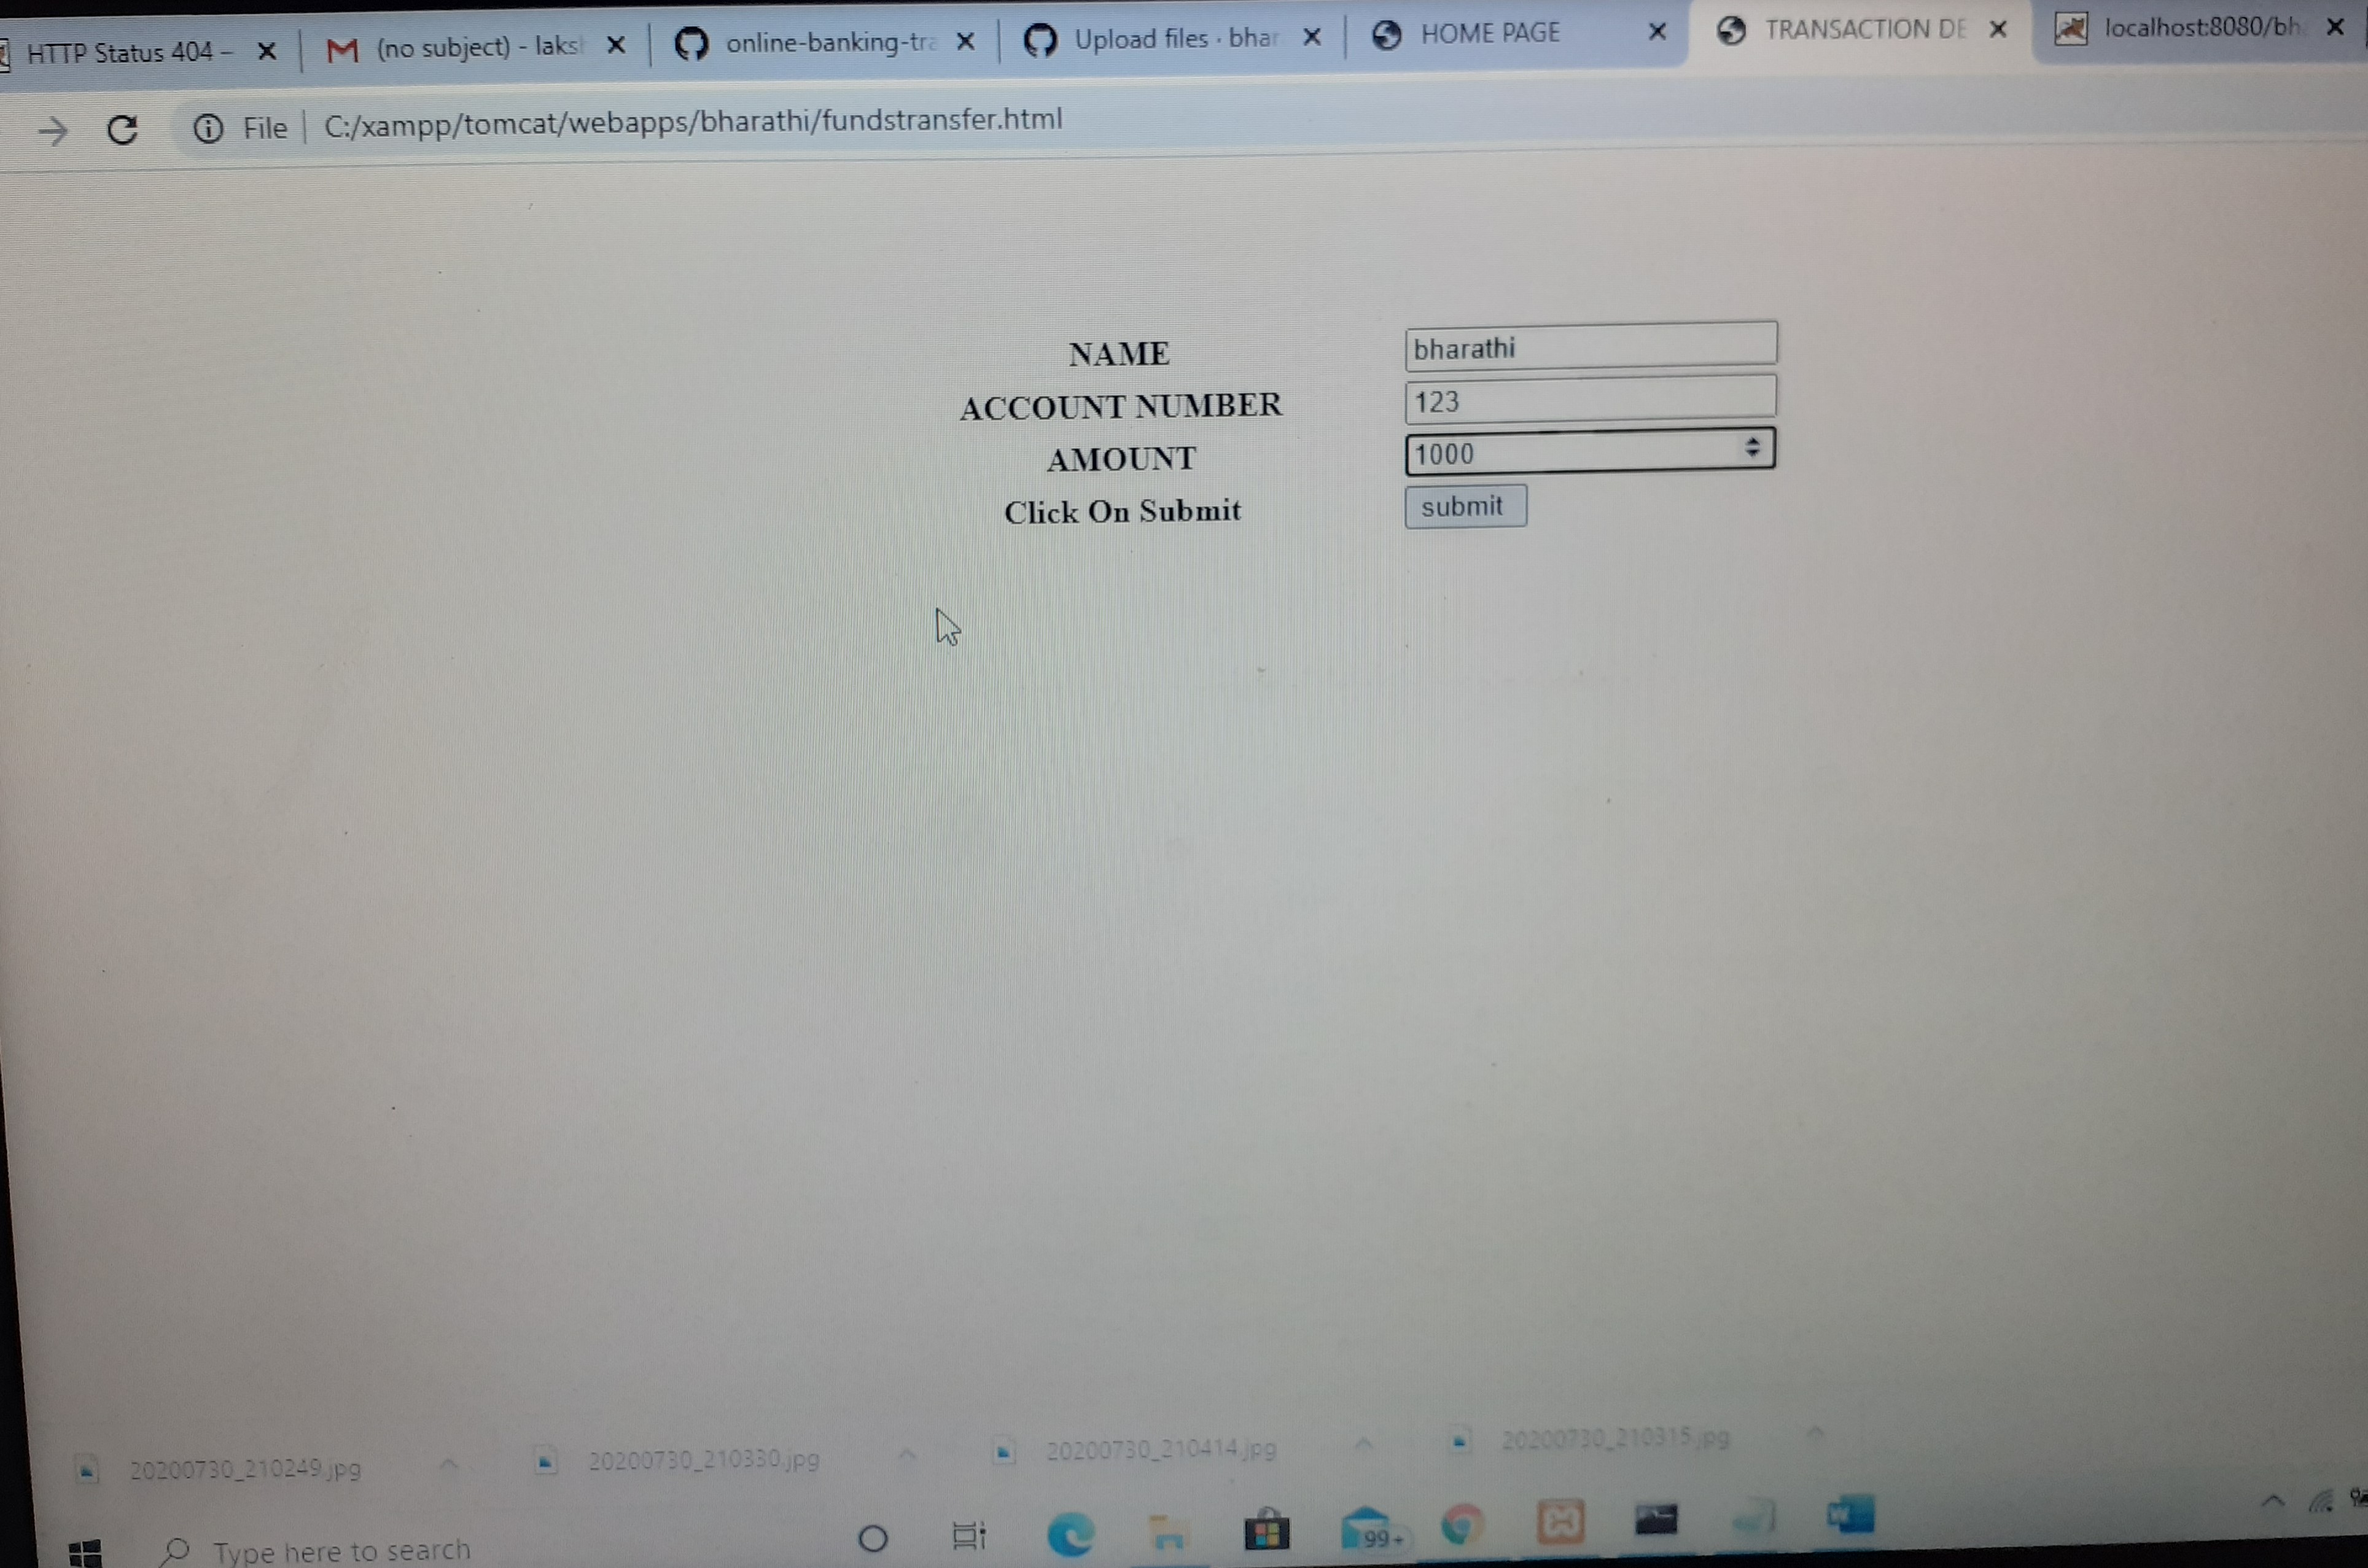 HTTP Status 404 –
(no subject) - laks
online-banking-tra
Upload files · bhar
HOME PAGE
TRANSACTION DE
localhost:8080/bh
File
C:/xampp/tomcat/webapps/bharathi/fundstransfer.html
NAME bharathi
ACCOUNT NUMBER 123
AMOUNT 1000
Click On Submit submit
20200730_210249.jpg
20200730_210330.jpg
20200730_210414.jpg
20200730_210315.jpg
Type here to search
99+